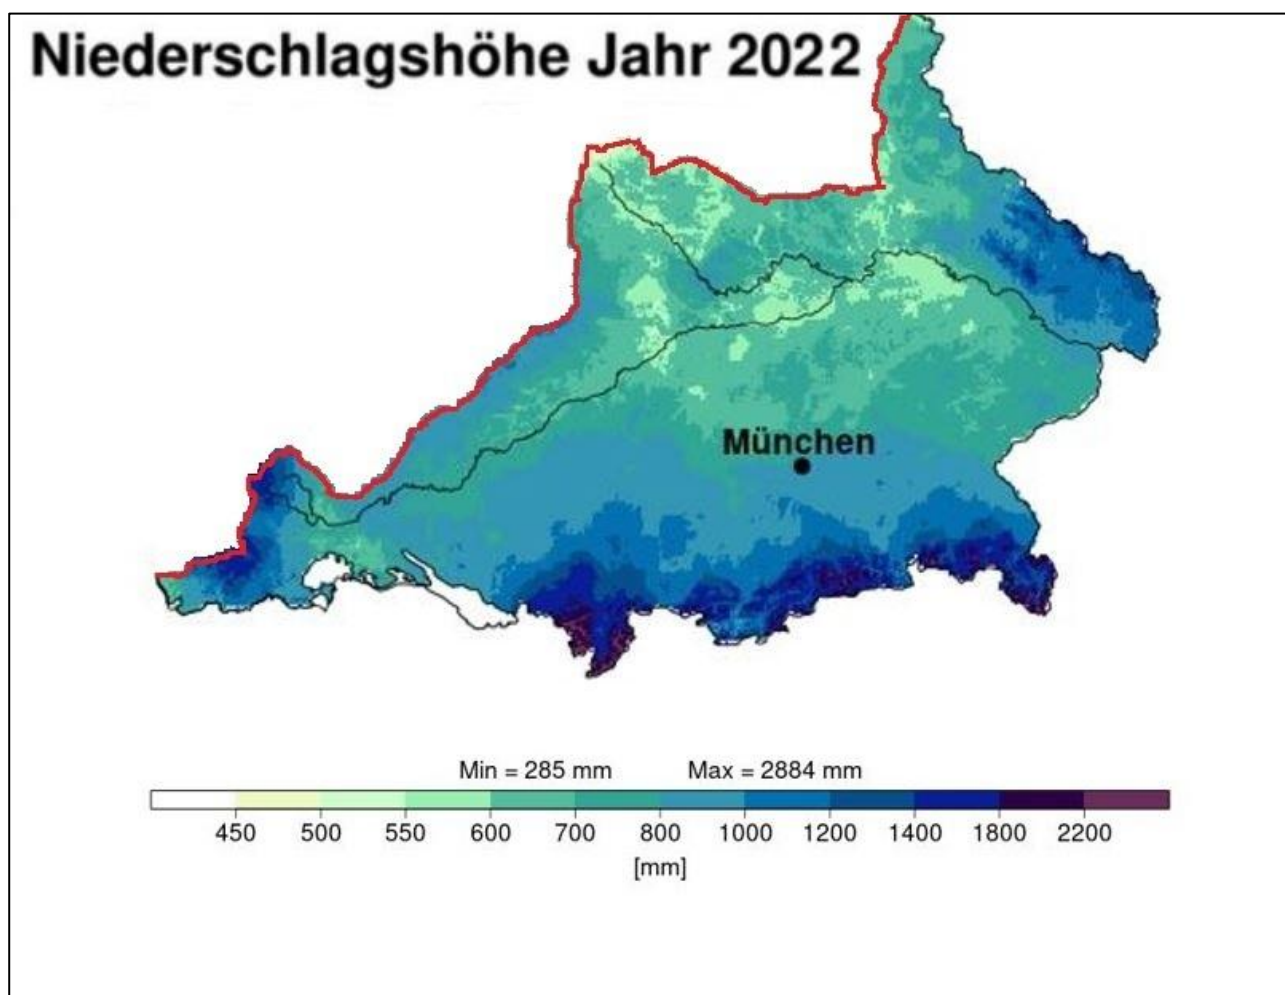 Niederschlagshöhe Jahr 2022
München
Min = 285 mm Max = 2884 mm
450 500 550 600 700 800 1000 1200 1400 1800 2200
[mm]